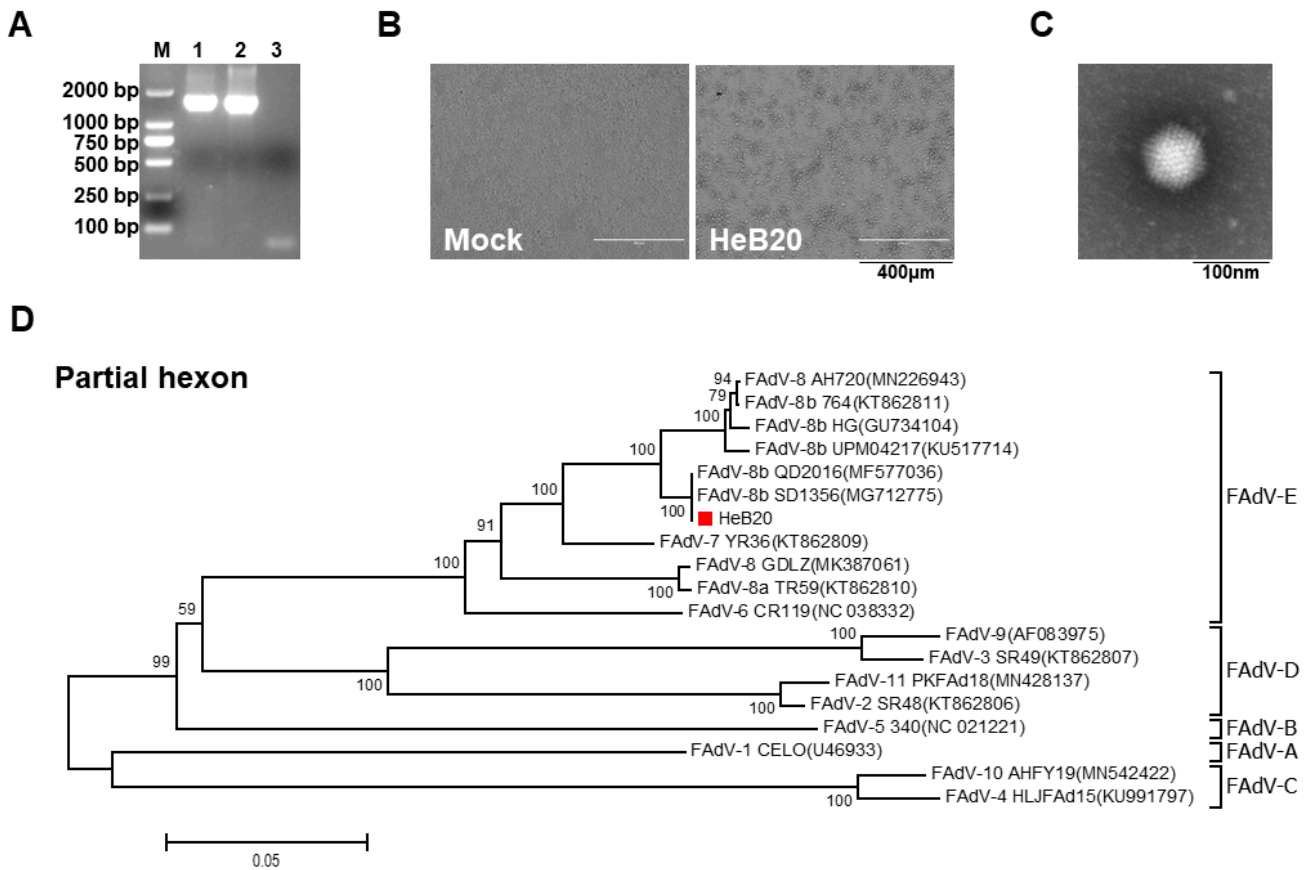 A
M 1 2 3
2000 bp
1000 bp
750 bp
500 bp
250 bp
100 bp
B
Mock
HeB20
400µm
C
100nm
D
Partial hexon
94
79
100
100
100
100
91
100
100
59
99
100
100
100
100
FAdV-8 AH720(MN226943)
FAdV-8b 764(KT862811)
FAdV-8b HG(GU734104)
FAdV-8b UPM04217(KU517714)
FAdV-8b QD2016(MF577036)
FAdV-8b SD1356(MG712775)
HeB20
FAdV-7 YR36(KT862809)
FAdV-8 GDLZ(MK387061)
FAdV-8a TR59(KT862810)
FAdV-6 CR119(NC 038332)
FAdV-9(AF083975)
FAdV-3 SR49(KT862807)
FAdV-11 PKFAd18(MN428137)
FAdV-2 SR48(KT862806)
FAdV-5 340(NC 021221)
FAdV-1 CELO(U46933)
FAdV-10 AHFY19(MN542422)
FAdV-4 HLJFAd15(KU991797)
FAdV-E
FAdV-D
FAdV-B
FAdV-A
FAdV-C
0.05